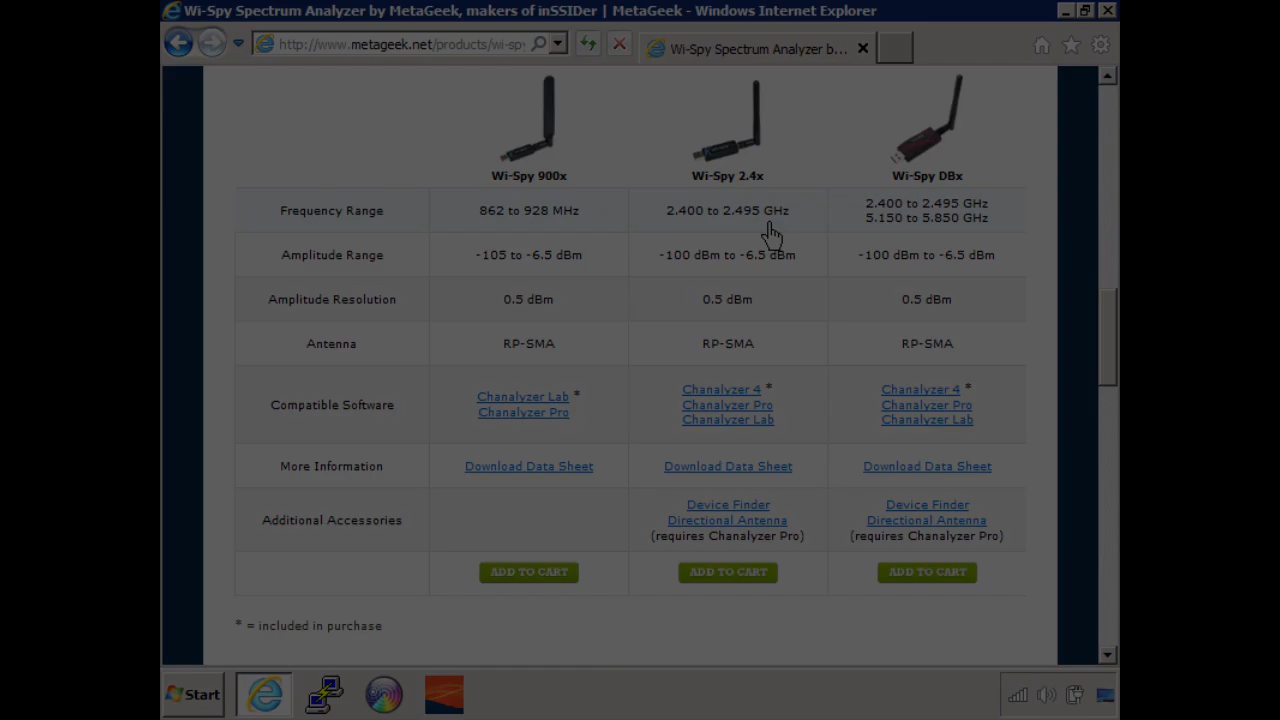 Wi-Spy Spectrum Analyzer by MetaGeek, makers of inSSIDer | MetaGeek - Windows Internet Explorer
http://www.metageek.net/products/wi-spy
Wi-Spy Spectrum Analyzer b...
Wi-Spy 900x Wi-Spy 2.4x Wi-Spy DBx
Frequency Range 862 to 928 MHz 2.400 to 2.495 GHz 2.400 to 2.495 GHz
5.150 to 5.850 GHz
Amplitude Range -105 to -6.5 dBm -100 dBm to -6.5 dBm -100 dBm to -6.5 dBm
Amplitude Resolution 0.5 dBm 0.5 dBm 0.5 dBm
Antenna RP-SMA RP-SMA RP-SMA
Compatible Software
Chanalyzer Lab *
Chanalyzer Pro
Chanalyzer 4 *
Chanalyzer Pro
Chanalyzer Lab
Chanalyzer 4 *
Chanalyzer Pro
Chanalyzer Lab
More Information Download Data Sheet Download Data Sheet Download Data Sheet
Additional Accessories
Device Finder
Directional Antenna
(requires Chanalyzer Pro)
Device Finder
Directional Antenna
(requires Chanalyzer Pro)
ADD TO CART ADD TO CART ADD TO CART
* = included in purchase
Start